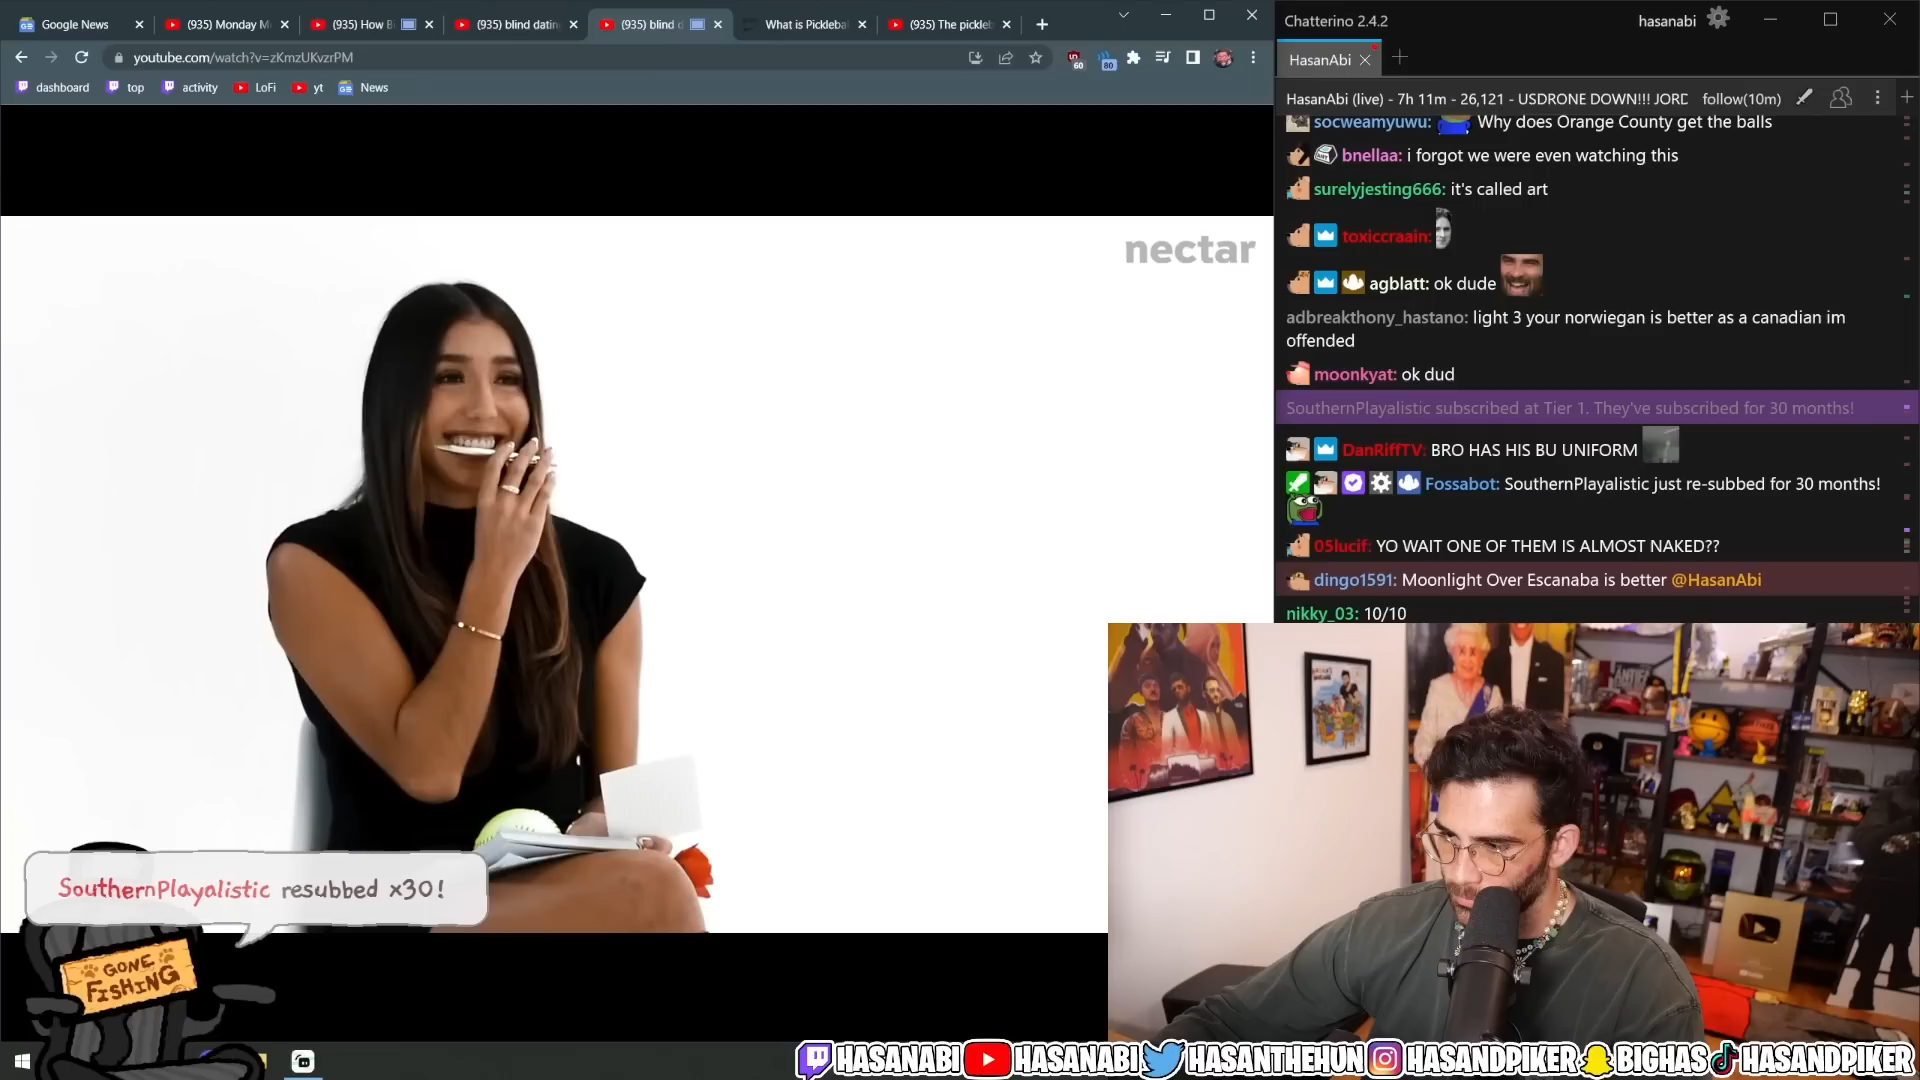 Google News
(935) Monday M
(935) How B
(935) blind datin
(935) blind d
What is Pickleba
(935) The pickleb
youtube.com/watch?v=zKmzUKvzrPM
60
80
dashboard
top
activity
LoFi
yt
News
nectar
SouthernPlayalistic resubbed x30!
GONE
FISHING
Chatterino 2.4.2
hasanabi
HasanAbi
HasanAbi (live) - 7h 11m - 26,121 - USDRONE DOWN!!! JORD
follow(10m)
socweamyuwu: Why does Orange County get the balls
bnellaa: i forgot we were even watching this
surelyjesting666: it's called art
toxiccraain:
agblatt: ok dude
adbreakthony_hastano: light 3 your norwiegan is better as a canadian im
offended
moonkyat: ok dud
SouthernPlayalistic subscribed at Tier 1. They've subscribed for 30 months!
DanRiffTV: BRO HAS HIS BU UNIFORM
Fossabot: SouthernPlayalistic just re-subbed for 30 months!
05lucif: YO WAIT ONE OF THEM IS ALMOST NAKED??
dingo1591: Moonlight Over Escanaba is better @HasanAbi
nikky_03: 10/10
HASANABI HASANABI HASANTHEHUN HASANDPIKER BIGHAS HASANDPIKER